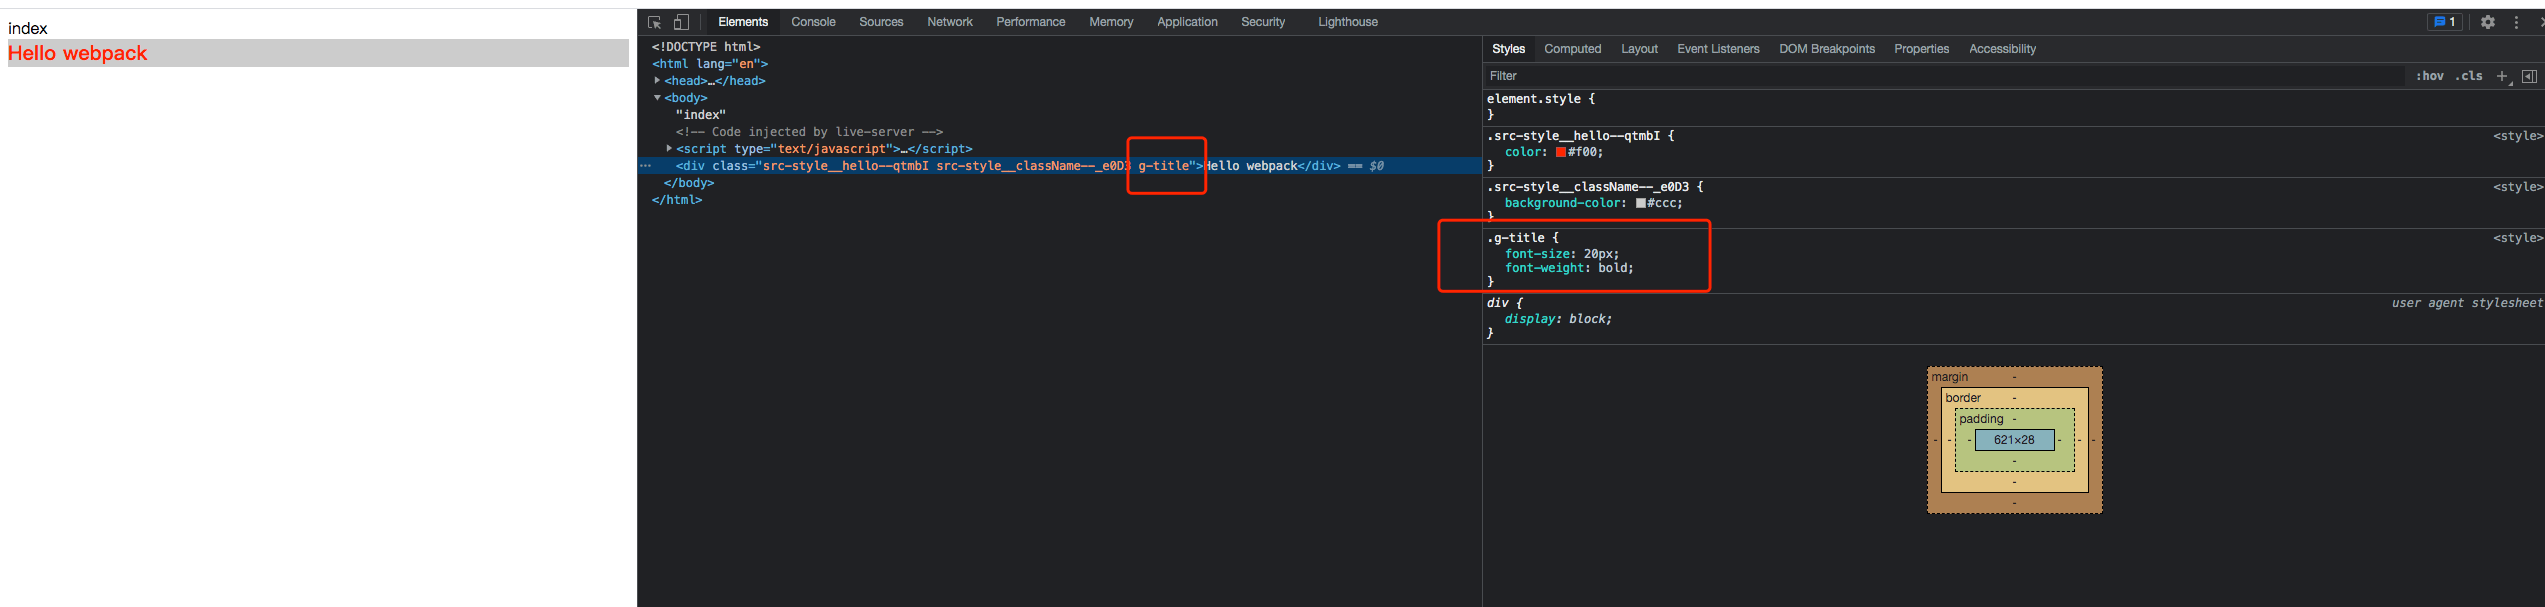 index
Hello webpack
Elements Console Sources Network Performance Memory Application Security Lighthouse 1
<!DOCTYPE html>
<html lang="en">
<head>…</head>
<body>
"index"
<!-- Code injected by live-server -->
<script type="text/javascript">…</script>
<div class="src-style__hello--qtmbI src-style__className--_e0D3 g-title">Hello webpack</div> == $0
</body>
</html>
Styles Computed Layout Event Listeners DOM Breakpoints Properties Accessibility
Filter :hov .cls +
element.style {
}
.src-style__hello--qtmbI { <style>
color: #f00;
}
.src-style__className--_e0D3 { <style>
background-color: #ccc;
}
.g-title { <style>
font-size: 20px;
font-weight: bold;
}
div { user agent stylesheet
display: block;
}
margin -
border -
padding -
- - - 621×28 - - -
-
-
-